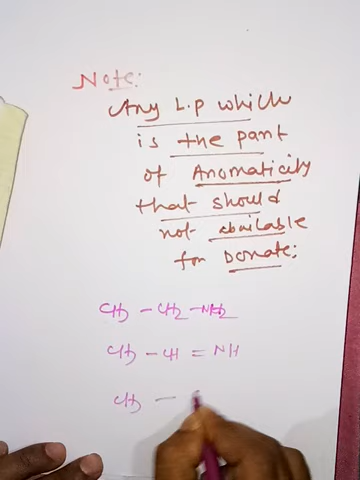 Note:
Any L.P which
is the part
of Aromaticity
that should
not available
for Donate;
CH3 - CH2 - NH2
CH3 - CH = NH
CH3 -